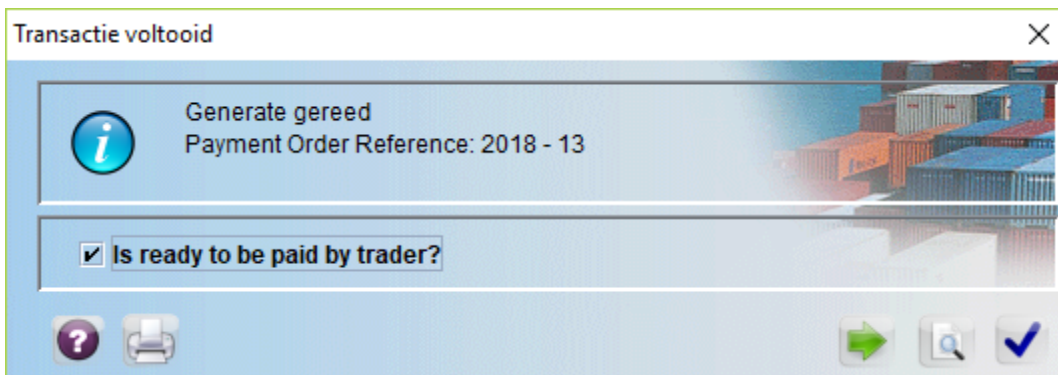 Transactie voltooid
Generate gereed
Payment Order Reference: 2018 - 13
Is ready to be paid by trader?